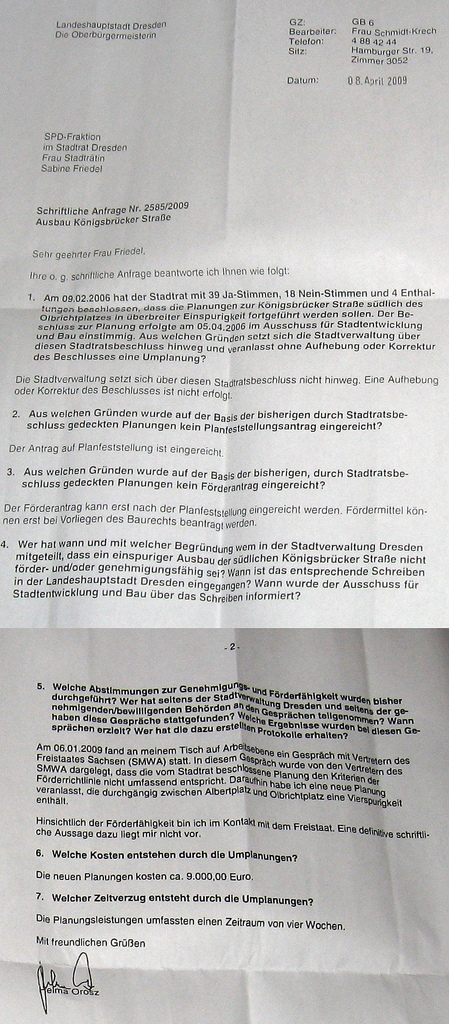 Landeshauptstadt Dresden
Die Oberbürgermeisterin
GZ: GB 6
Bearbeiter: Frau Schmidt-Krech
Telefon: 4 88 42 44
Sitz: Hamburger Str. 19,
Zimmer 3052
Datum: 08. April 2009
SPD-Fraktion
im Stadtrat Dresden
Frau Stadträtin
Sabine Friedel
Schriftliche Anfrage Nr. 2585/2009
Ausbau Königsbrücker Straße
Sehr geehrter Frau Friedel,
Ihre o. g. schriftliche Anfrage beantworte ich Ihnen wie folgt:
1. Am 09.02.2006 hat der Stadtrat mit 39 Ja-Stimmen, 18 Nein-Stimmen und 4 Enthal-
tungen beschlossen, dass die Planungen zur Königsbrücker Straße südlich des
Olbrichtplatzes in überbreiter Einspurigkeit fortgeführt werden sollen. Der Be-
schluss zur Planung erfolgte am 05.04.2006 im Ausschuss für Stadtentwicklung
und Bau einstimmig. Aus welchen Gründen setzt sich die Stadtverwaltung über
diesen Stadtratsbeschluss hinweg und veranlasst ohne Aufhebung oder Korrektur
des Beschlusses eine Umplanung?
Die Stadtverwaltung setzt sich über diesen Stadtratsbeschluss nicht hinweg. Eine Aufhebung
oder Korrektur des Beschlusses ist nicht erfolgt.
2. Aus welchen Gründen wurde auf der Basis der bisherigen durch Stadtratsbe-
schluss gedeckten Planungen kein Planfeststellungsantrag eingereicht?
Der Antrag auf Planfeststellung ist eingereicht.
3. Aus welchen Gründen wurde auf der Basis der bisherigen, durch Stadtratsbe-
schluss gedeckten Planungen kein Förderantrag eingereicht?
Der Förderantrag kann erst nach der Planfeststellung eingereicht werden. Fördermittel kön-
nen erst bei Vorliegen des Baurechts beantragt werden.
4. Wer hat wann und mit welcher Begründung wem in der Stadtverwaltung Dresden
mitgeteilt, dass ein einspuriger Ausbau der südlichen Königsbrücker Straße nicht
förder- und/oder genehmigungsfähig sei? Wann ist das entsprechende Schreiben
in der Landeshauptstadt Dresden eingegangen? Wann wurde der Ausschuss für
Stadtentwicklung und Bau über das Schreiben informiert?
- 2 -
5. Welche Abstimmungen zur Genehmigungs- und Förderfähigkeit wurden bisher
durchgeführt? Wer hat seitens der Stadtverwaltung Dresden und seitens der ge-
nehmigenden/bewilligenden Behörden an den Gesprächen teilgenommen? Wann
haben diese Gespräche stattgefunden? Welche Ergebnisse wurden bei diesen Ge-
sprächen erzielt? Wer hat die dazu erstellten Protokolle erhalten?
Am 06.01.2009 fand an meinem Tisch auf Arbeitsebene ein Gespräch mit Vertretern des
Freistaates Sachsen (SMWA) statt. In diesem Gespräch wurde von den Vertretern des
SMWA dargelegt, dass die vom Stadtrat beschlossene Planung den Kriterien der
Förderrichtlinie nicht umfassend entspricht. Daraufhin habe ich eine neue Planung
veranlasst, die durchgängig zwischen Albertplatz und Olbrichtplatz eine Vierspurigkeit
enthält.
Hinsichtlich der Förderfähigkeit bin ich im Kontakt mit dem Freistaat. Eine definitive schriftli-
che Aussage dazu liegt mir nicht vor.
6. Welche Kosten entstehen durch die Umplanungen?
Die neuen Planungen kosten ca. 9.000,00 Euro.
7. Welcher Zeitverzug entsteht durch die Umplanungen?
Die Planungsleistungen umfassten einen Zeitraum von vier Wochen.
Mit freundlichen Grüßen
Helma Orosz